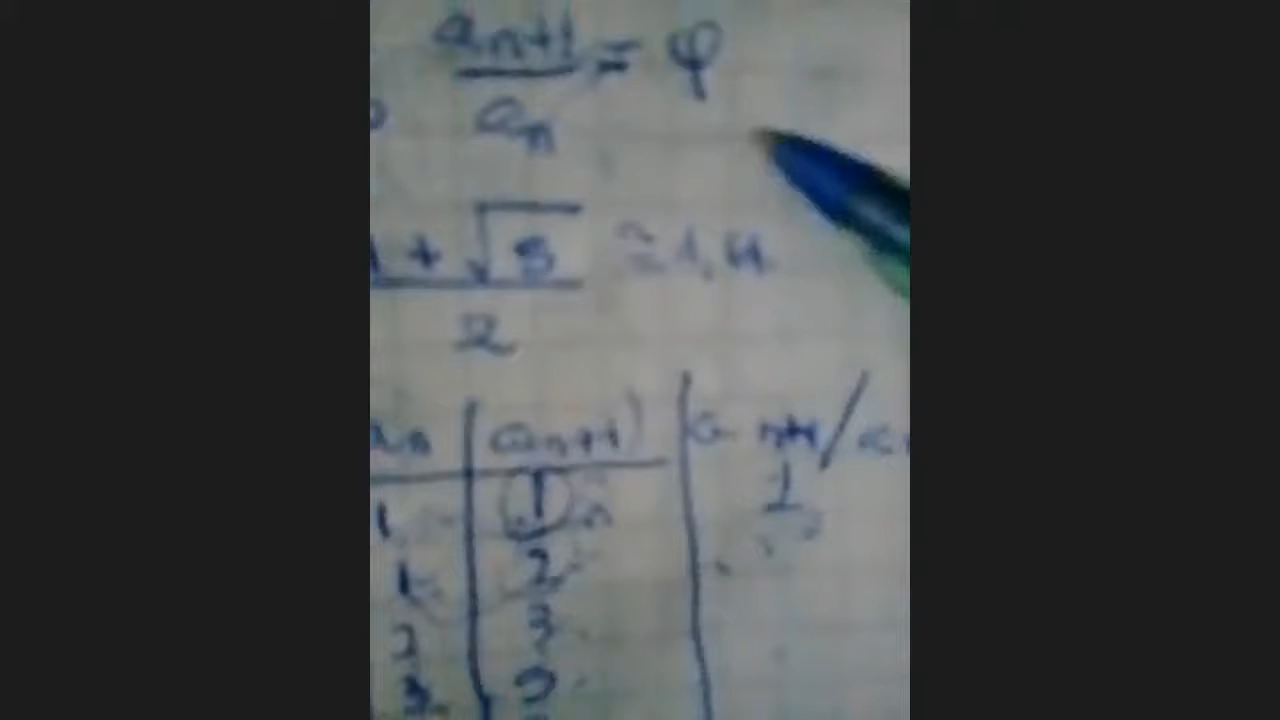 an+1
= φ
an
1 + √5
≅ 1,61
2
an | an+1 | an+1/an
1 | 1 | 1
1 | 2
2 | 3
3 | 5